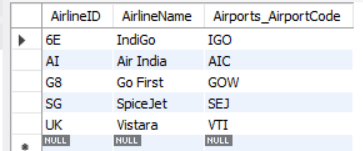 AirlineID AirlineName Airports_AirportCode
6E IndiGo IGO
AI Air India AIC
G8 Go First GOW
SG SpiceJet SEJ
UK Vistara VTI
NULL NULL NULL